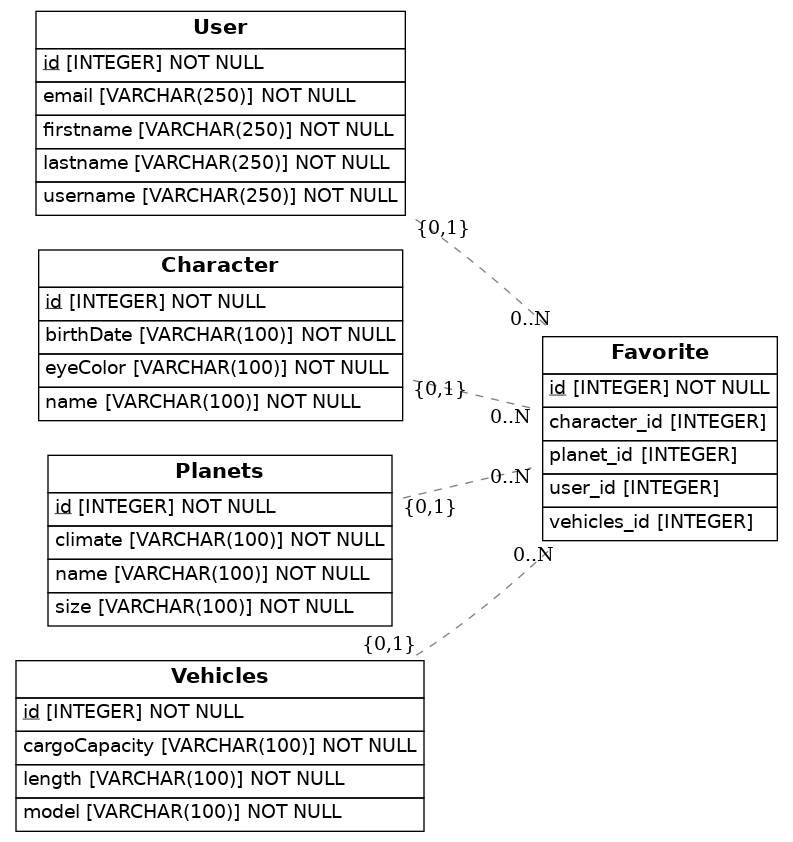 User
id [INTEGER] NOT NULL
email [VARCHAR(250)] NOT NULL
firstname [VARCHAR(250)] NOT NULL
lastname [VARCHAR(250)] NOT NULL
username [VARCHAR(250)] NOT NULL
{0,1}
0..N
Character
id [INTEGER] NOT NULL
birthDate [VARCHAR(100)] NOT NULL
eyeColor [VARCHAR(100)] NOT NULL
name [VARCHAR(100)] NOT NULL
{0,1}
0..N
Favorite
id [INTEGER] NOT NULL
character_id [INTEGER]
planet_id [INTEGER]
user_id [INTEGER]
vehicles_id [INTEGER]
Planets
id [INTEGER] NOT NULL
climate [VARCHAR(100)] NOT NULL
name [VARCHAR(100)] NOT NULL
size [VARCHAR(100)] NOT NULL
0..N
{0,1}
0..N
{0,1}
Vehicles
id [INTEGER] NOT NULL
cargoCapacity [VARCHAR(100)] NOT NULL
length [VARCHAR(100)] NOT NULL
model [VARCHAR(100)] NOT NULL